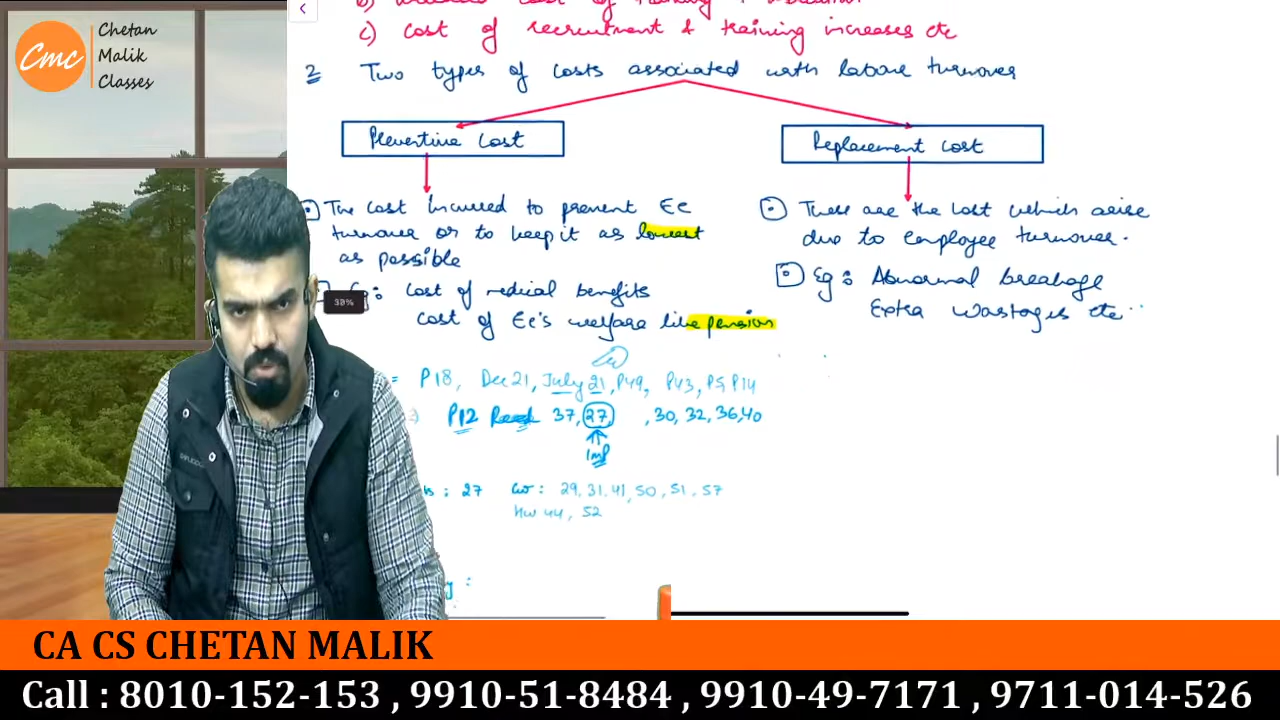 Cmc
Chetan
Malik
Classes
c) cost of recruitment & training increases etc
2 Two types of costs associated with labour turnover
Preventive cost
Replacement cost
The cost incurred to prevent Ee
turnover or to keep it as lowest
as possible
cost of medical benefits
cost of Ee's welfare like pension
These are the cost which arise
due to employee turnover.
Eg: Abnormal breakage
Extra wastages etc
30%
= P18, Dec 21, July 21, P49, P43, P5, P14
P12 37, 27, , 30, 32, 36, 40
Imp
: 27 CW : 29, 31, 41, 50, 51, 57
HW 44, 52
CA CS CHETAN MALIK
Call : 8010-152-153 , 9910-51-8484 , 9910-49-7171 , 9711-014-526